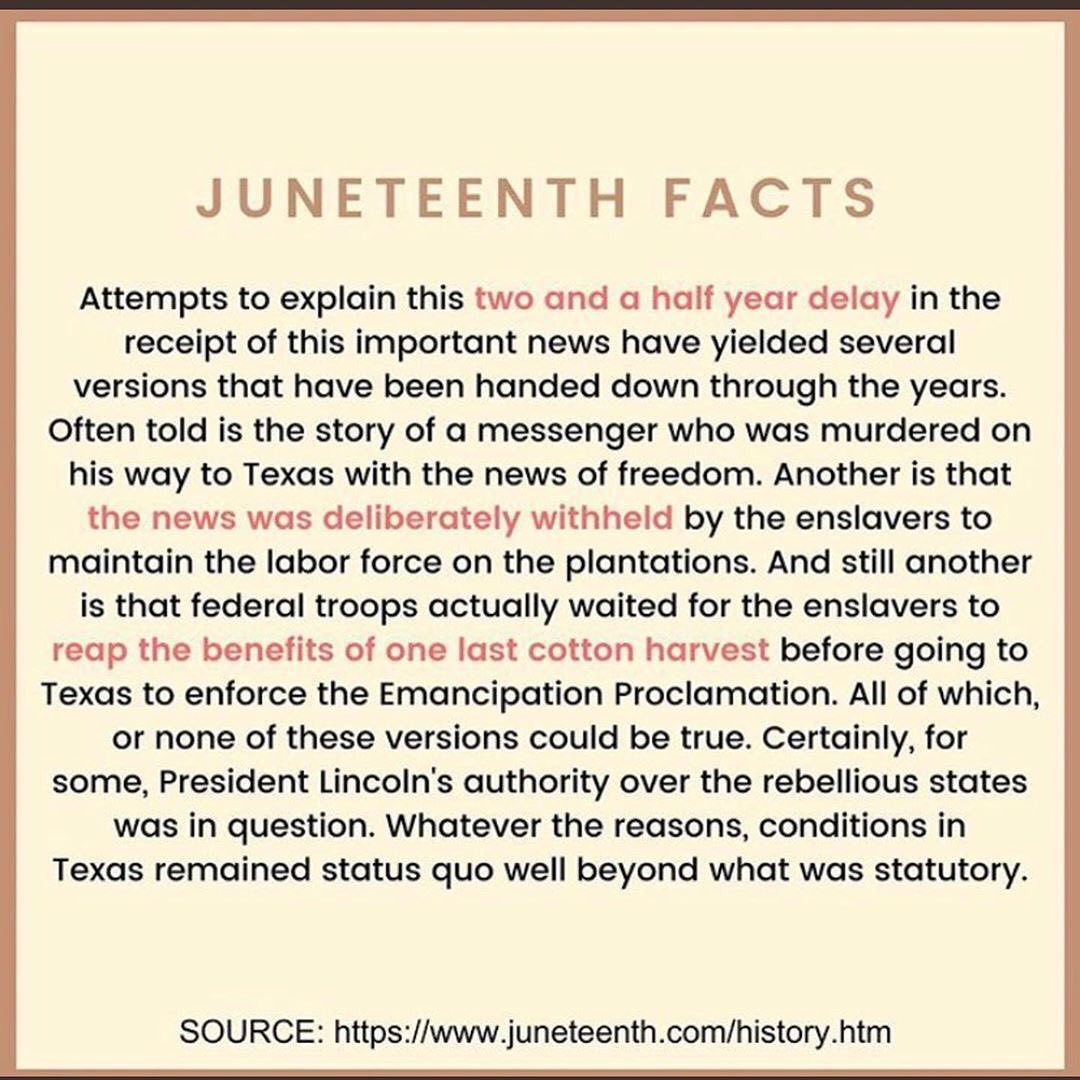 JUNETEENTH FACTS
Attempts to explain this two and a half year delay in the
receipt of this important news have yielded several
versions that have been handed down through the years.
Often told is the story of a messenger who was murdered on
his way to Texas with the news of freedom. Another is that
the news was deliberately withheld by the enslavers to
maintain the labor force on the plantations. And still another
is that federal troops actually waited for the enslavers to
reap the benefits of one last cotton harvest before going to
Texas to enforce the Emancipation Proclamation. All of which,
or none of these versions could be true. Certainly, for
some, President Lincoln's authority over the rebellious states
was in question. Whatever the reasons, conditions in
Texas remained status quo well beyond what was statutory.
SOURCE: https://www.juneteenth.com/history.htm